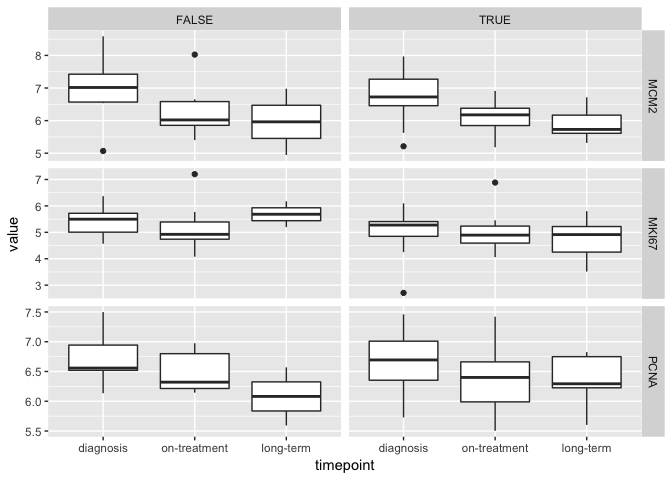 FALSE TRUE
8
7
6
5
MCM2
7
6
5
4
3
MKI67
7.5
7.0
6.5
6.0
5.5
PCNA
value
diagnosis on-treatment long-term diagnosis on-treatment long-term
timepoint